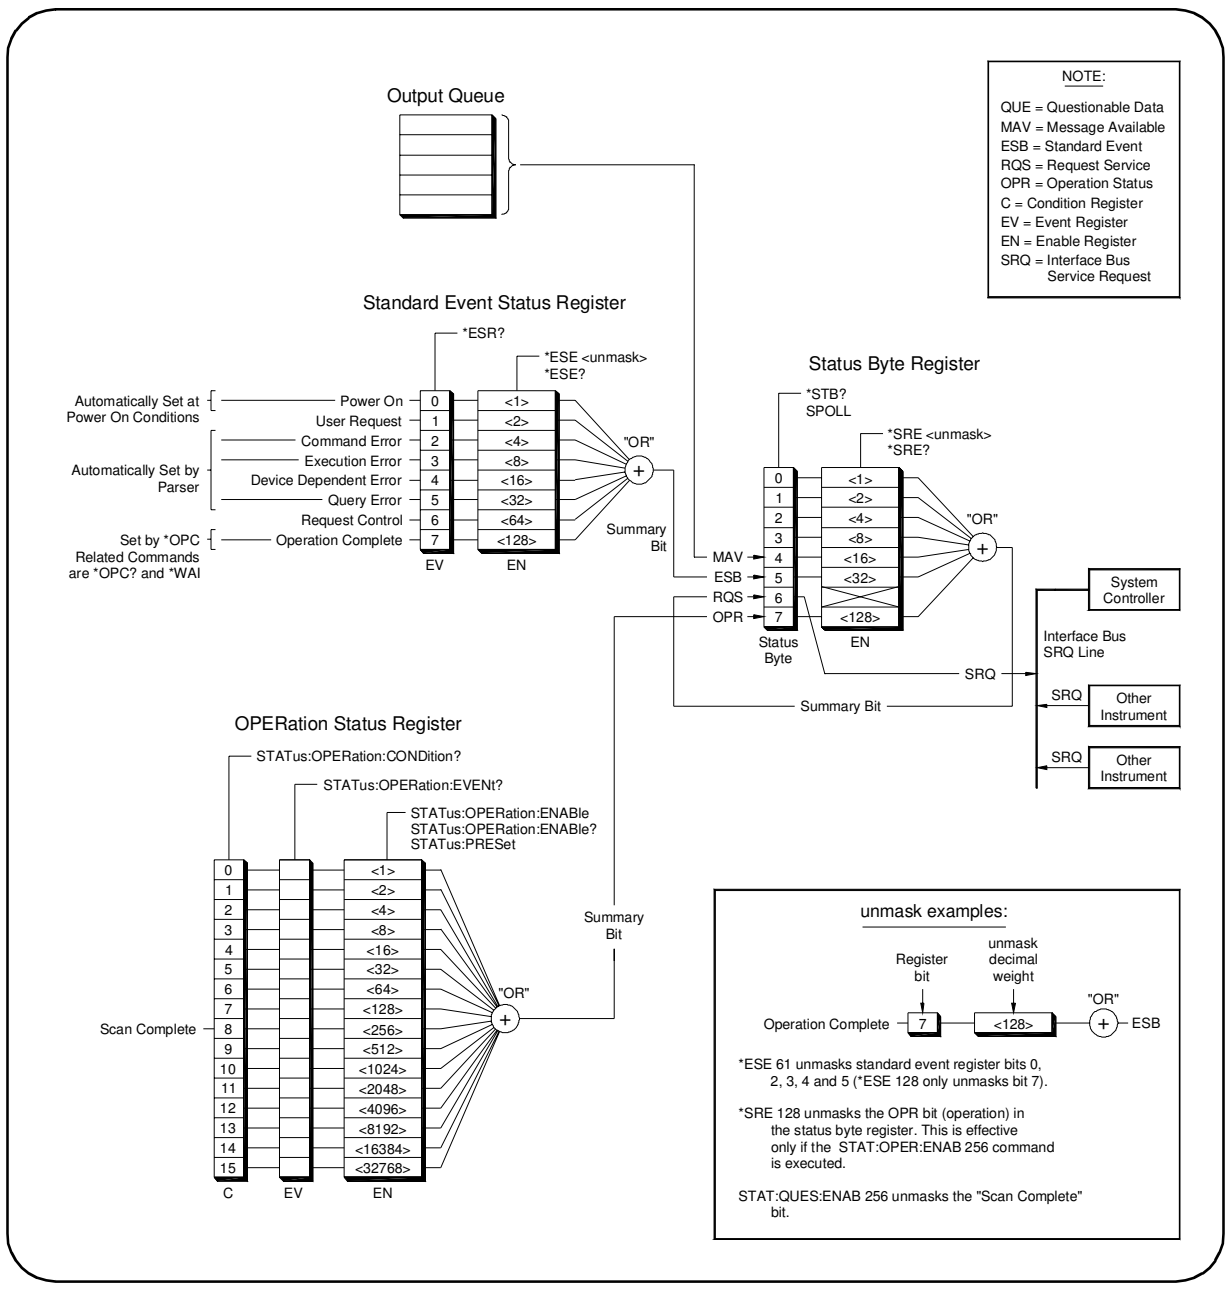 Output Queue
NOTE:
QUE = Questionable Data
MAV = Message Available
ESB = Standard Event
RQS = Request Service
OPR = Operation Status
C = Condition Register
EV = Event Register
EN = Enable Register
SRQ = Interface Bus
Service Request
Standard Event Status Register
*ESR?
*ESE <unmask>
*ESE?
Automatically Set at
Power On Conditions
Automatically Set by
Parser
Set by *OPC
Related Commands
are *OPC? and *WAI
Power On 0 <1>
User Request 1 <2>
Command Error 2 <4>
Execution Error 3 <8>
Device Dependent Error 4 <16>
Query Error 5 <32>
Request Control 6 <64>
Operation Complete 7 <128>
EV EN
"OR"
+
Summary
Bit
Status Byte Register
*STB?
SPOLL
*SRE <unmask>
*SRE?
0 <1>
1 <2>
2 <4>
3 <8>
MAV 4 <16>
ESB 5 <32>
RQS 6
OPR 7 <128>
Status
Byte
EN
"OR"
+
SRQ
Summary Bit
System
Controller
Interface Bus
SRQ Line
SRQ
Other
Instrument
SRQ
Other
Instrument
OPERation Status Register
STATus:OPERation:CONDition?
STATus:OPERation:EVENt?
STATus:OPERation:ENABle
STATus:OPERation:ENABle?
STATus:PRESet
0 <1>
1 <2>
2 <4>
3 <8>
4 <16>
5 <32>
6 <64>
7 <128>
Scan Complete 8 <256>
9 <512>
10 <1024>
11 <2048>
12 <4096>
13 <8192>
14 <16384>
15 <32768>
C EV EN
"OR"
+
Summary
Bit
unmask examples:
Register
bit
unmask
decimal
weight
"OR"
Operation Complete 7 <128> + ESB
*ESE 61 unmasks standard event register bits 0,
2, 3, 4 and 5 (*ESE 128 only unmasks bit 7).
*SRE 128 unmasks the OPR bit (operation) in
the status byte register. This is effective
only if the STAT:OPER:ENAB 256 command
is executed.
STAT:QUES:ENAB 256 unmasks the "Scan Complete"
bit.